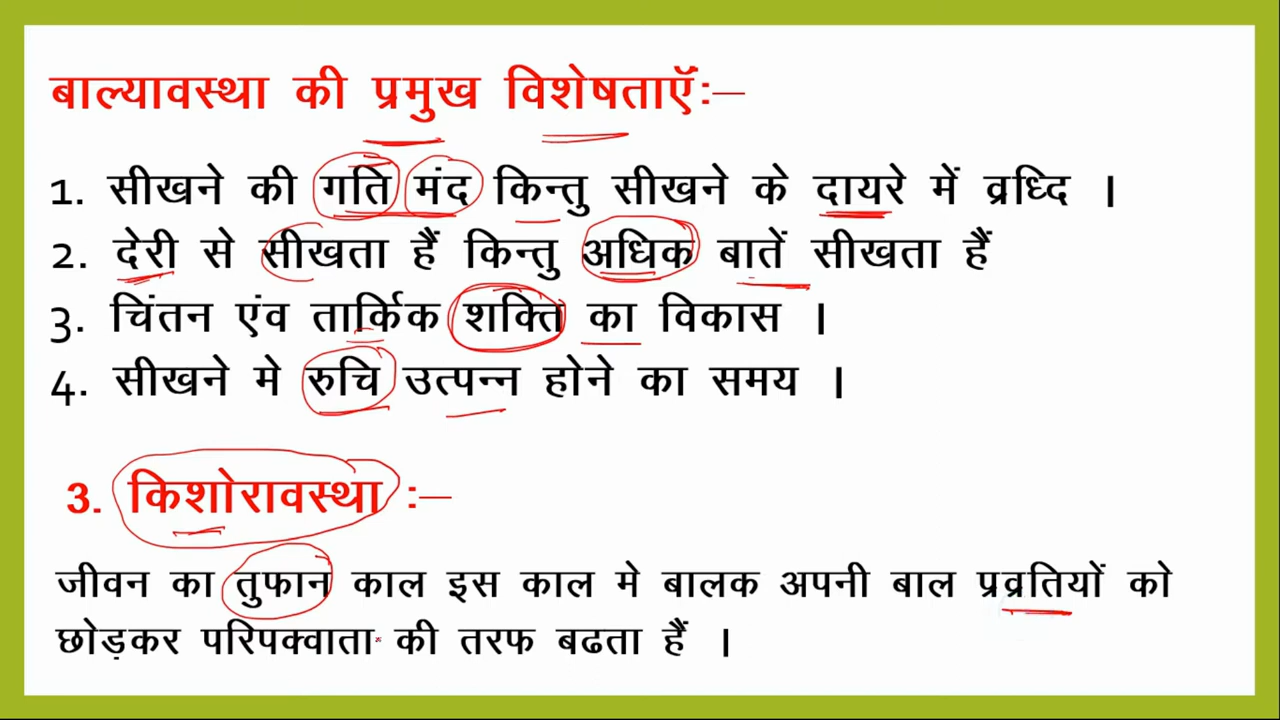 बाल्यावस्था की प्रमुख विशेषताऍं:–
1. सीखने की गति मंद किन्तु सीखने के दायरे में व्रध्दि ।
2. देरी से सीखता हैं किन्तु अधिक बातें सीखता हैं
3. चिंतन एंव तार्किक शक्ति का विकास ।
4. सीखने मे रुचि उत्पन्न होने का समय ।
3. किशोरावस्था :–
जीवन का तुफान काल इस काल मे बालक अपनी बाल प्रव्रतियों को
छोड़कर परिपक्वाता की तरफ बढता हैं ।